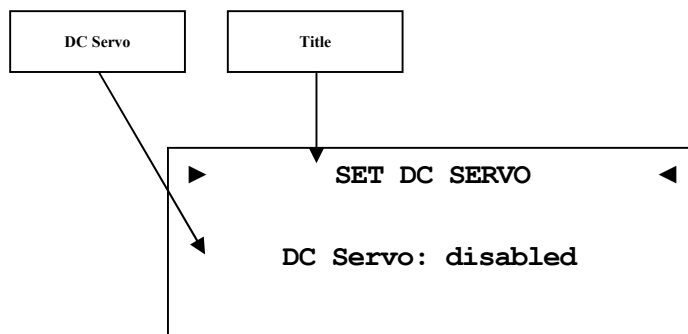 DC Servo
Title
► SET DC SERVO ◄
DC Servo: disabled